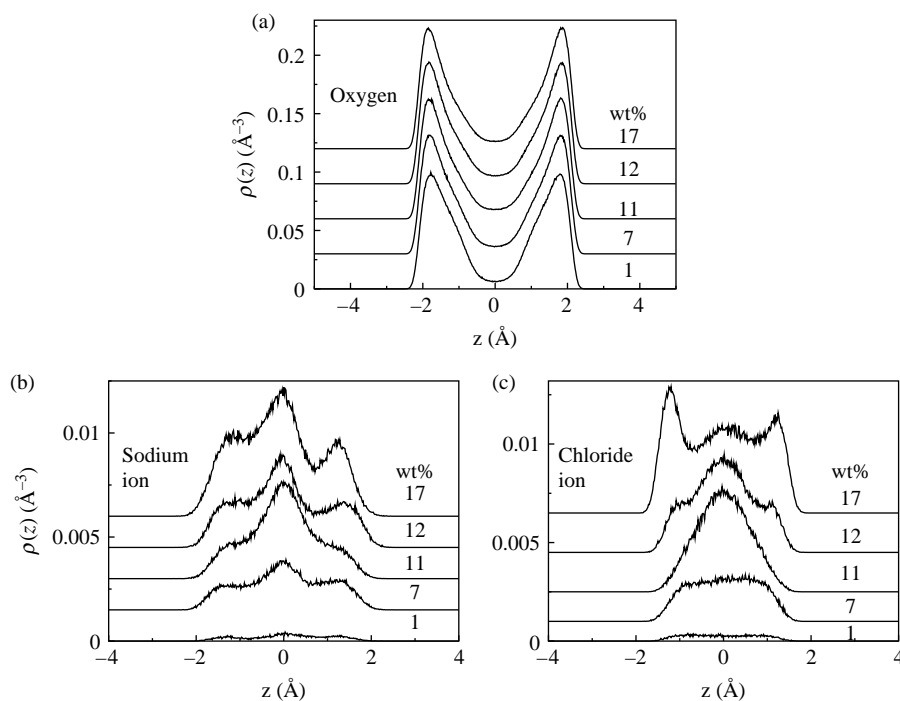 (a)
0.2
0.15
0.1
0.05
0
ρ(z) (Å⁻³)
Oxygen
wt%
17
12
11
7
1
−4
−2
0
2
4
z (Å)
(b)
0.01
0.005
0
ρ(z) (Å⁻³)
Sodium
ion
wt%
17
12
11
7
1
−4
−2
0
2
4
z (Å)
(c)
0.01
0.005
0
Chloride
ion
wt%
17
12
11
7
1
−4
−2
0
2
4
z (Å)